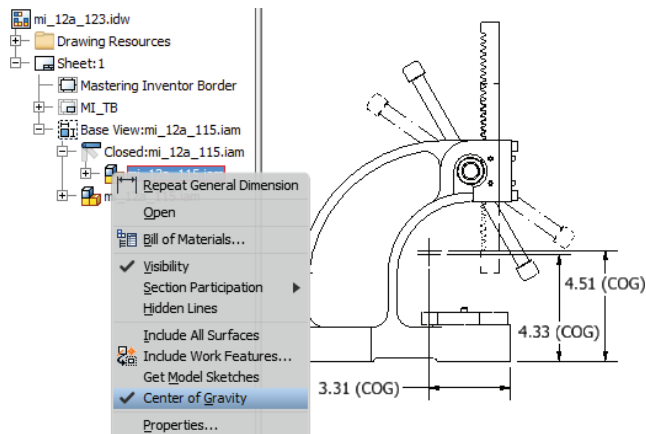 mi_12a_123.idw
Drawing Resources
Sheet:1
Mastering Inventor Border
MI_TB
Base View:mi_12a_115.iam
Closed:mi_12a_115.iam
mi_12a_115.iam
Repeat General Dimension
Open
Bill of Materials...
Visibility
Section Participation
Hidden Lines
Include All Surfaces
Include Work Features...
Get Model Sketches
Center of Gravity
Properties...
4.51 (COG)
4.33 (COG)
3.31 (COG)